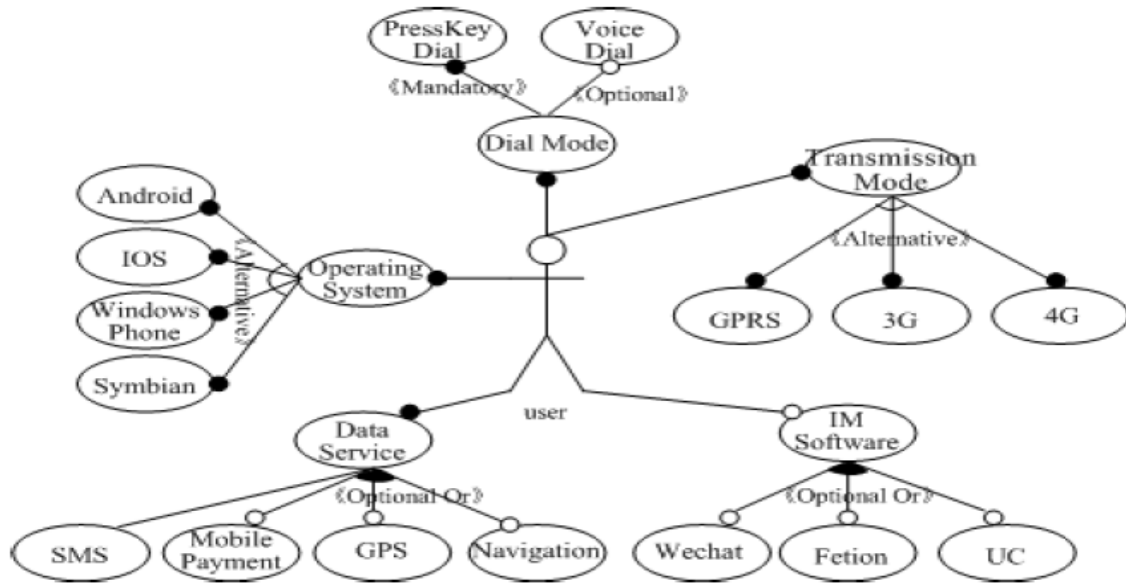 PressKey
Dial
Voice
Dial
《Mandatory》
《Optional》
Dial Mode
Transmission
Mode
Android
IOS
Windows
Phone
Symbian
《Alternative》
Operating
System
《Alternative》
GPRS
3G
4G
user
Data
Service
IM
Software
《Optional Or》
《Optional Or》
SMS
Mobile
Payment
GPS
Navigation
Wechat
Fetion
UC